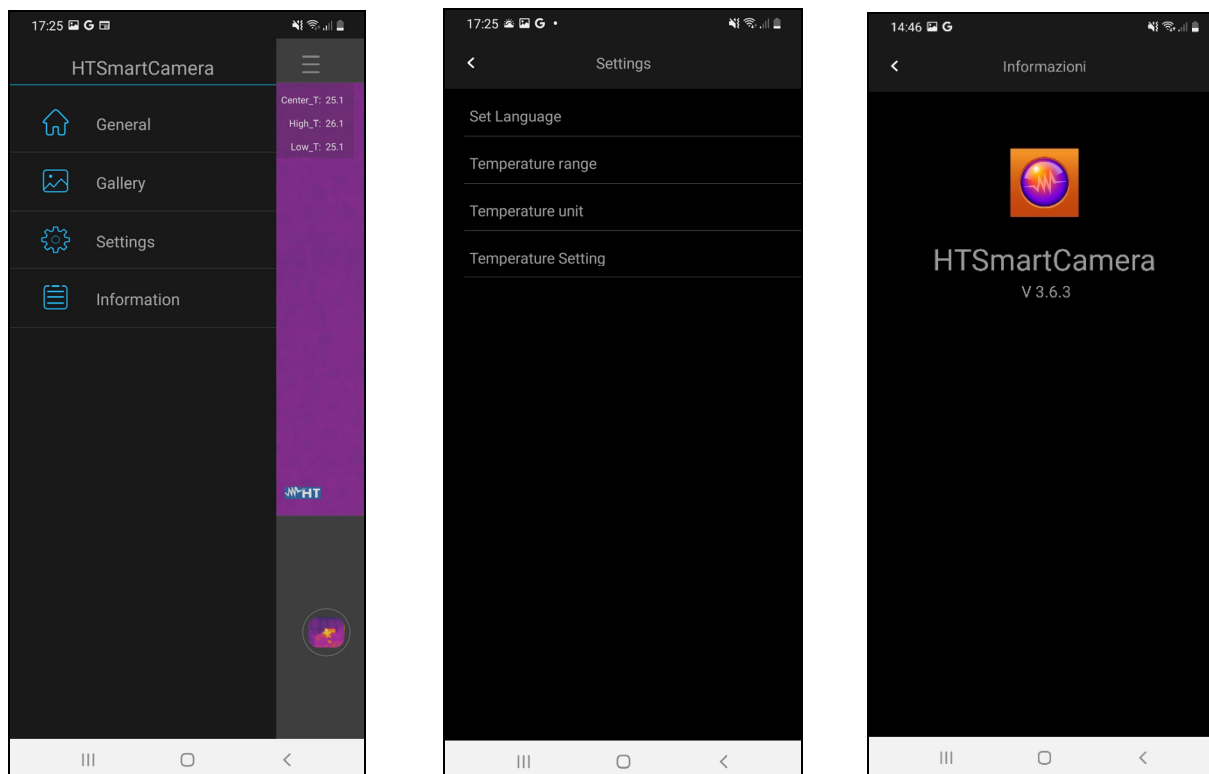 17:25 G
HTSmartCamera
General
Gallery
Settings
Information
Center_T: 25.1
High_T: 26.1
Low_T: 25.1
HT
17:25 G
Settings
Set Language
Temperature range
Temperature unit
Temperature Setting
14:46 G
Informazioni
HTSmartCamera
V 3.6.3